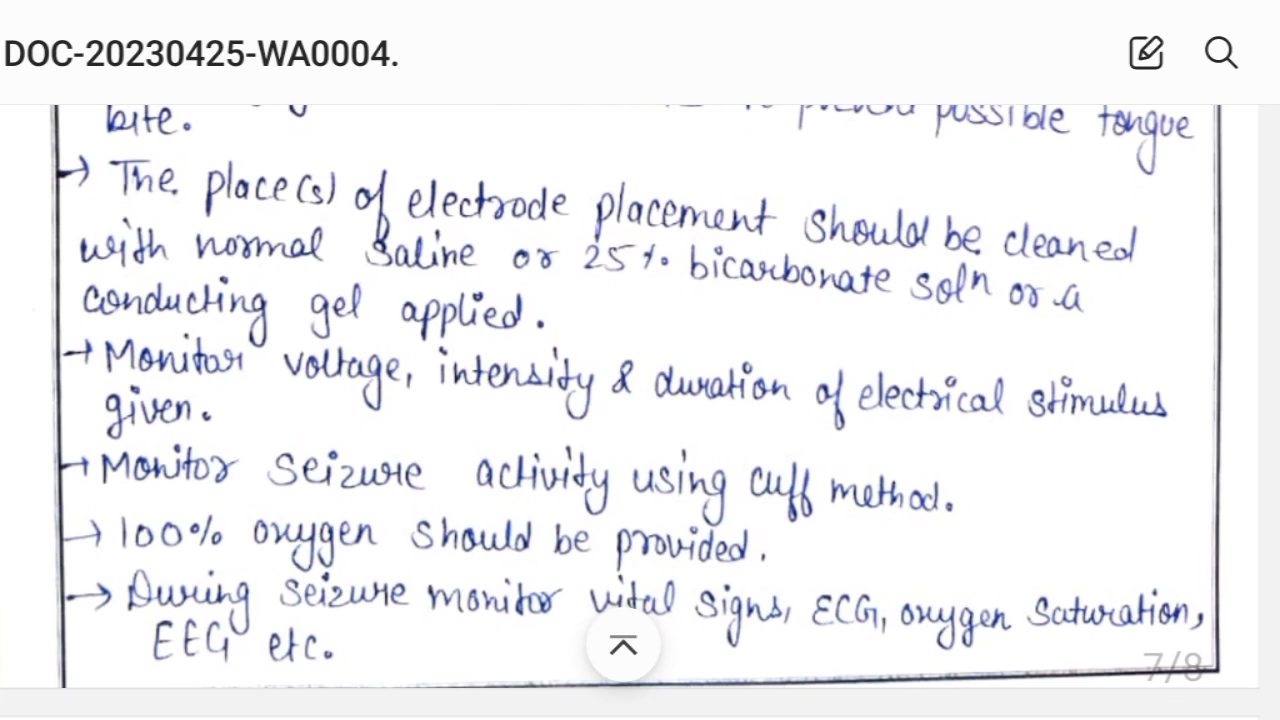 DOC-20230425-WA0004.
to prevent possible tongue
bite.
→ The place(s) of electrode placement should be cleaned
with normal saline or 25% bicarbonate solⁿ or a
conducting gel applied.
→ Monitor voltage, intensity & duration of electrical stimulus
given.
→ Monitor seizure activity using cuff method.
→ 100% oxygen should be provided.
→ During seizure monitor vital signs, ECG, oxygen saturation,
EEG etc.
7/8